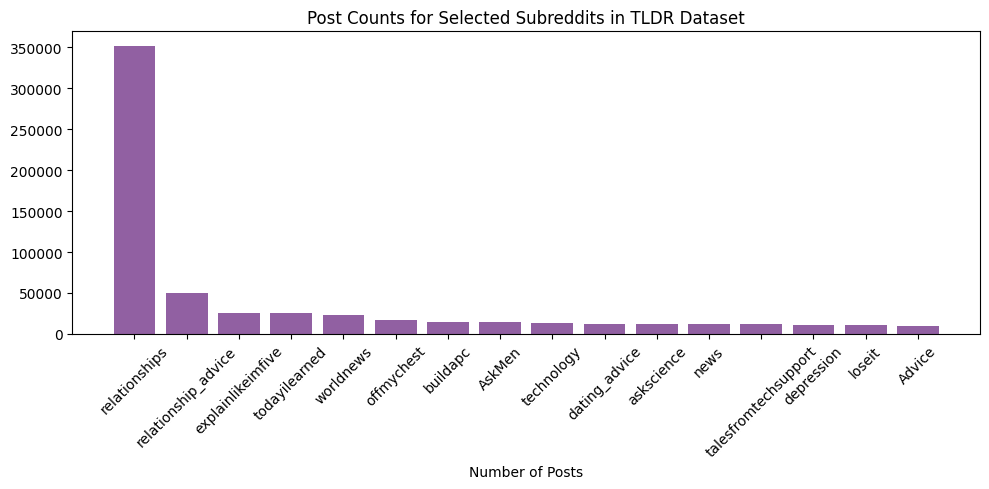 Post Counts for Selected Subreddits in TLDR Dataset
350000
300000
250000
200000
150000
100000
50000
0
relationships
relationship_advice
explainlikeimfive
todayilearned
worldnews
offmychest
buildapc
AskMen
technology
dating_advice
askscience
news
talesfromtechsupport
depression
loseit
Advice
Number of Posts